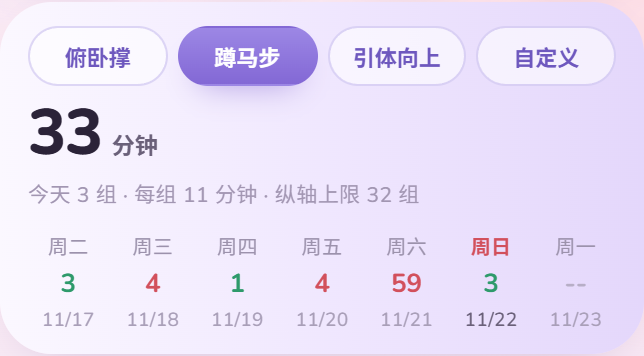 俯卧撑 蹲马步 引体向上 自定义
33 分钟
今天 3 组 · 每组 11 分钟 · 纵轴上限 32 组
周二 周三 周四 周五 周六 周日 周一
3 4 1 4 59 3 --
11/17 11/18 11/19 11/20 11/21 11/22 11/23